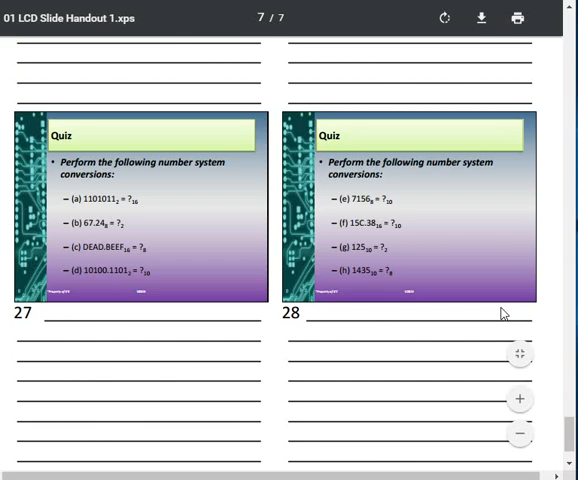 01 LCD Slide Handout 1.xps
7 / 7
Quiz
• Perform the following number system
conversions:
– (a) 1101011₂ = ?₁₆
– (b) 67.24₈ = ?₂
– (c) DEAD.BEEF₁₆ = ?₈
– (d) 10100.1101₂ = ?₁₀
27
Quiz
• Perform the following number system
conversions:
– (e) 7156₈ = ?₁₀
– (f) 15C.38₁₆ = ?₁₀
– (g) 125₁₀ = ?₂
– (h) 1435₁₀ = ?₈
28